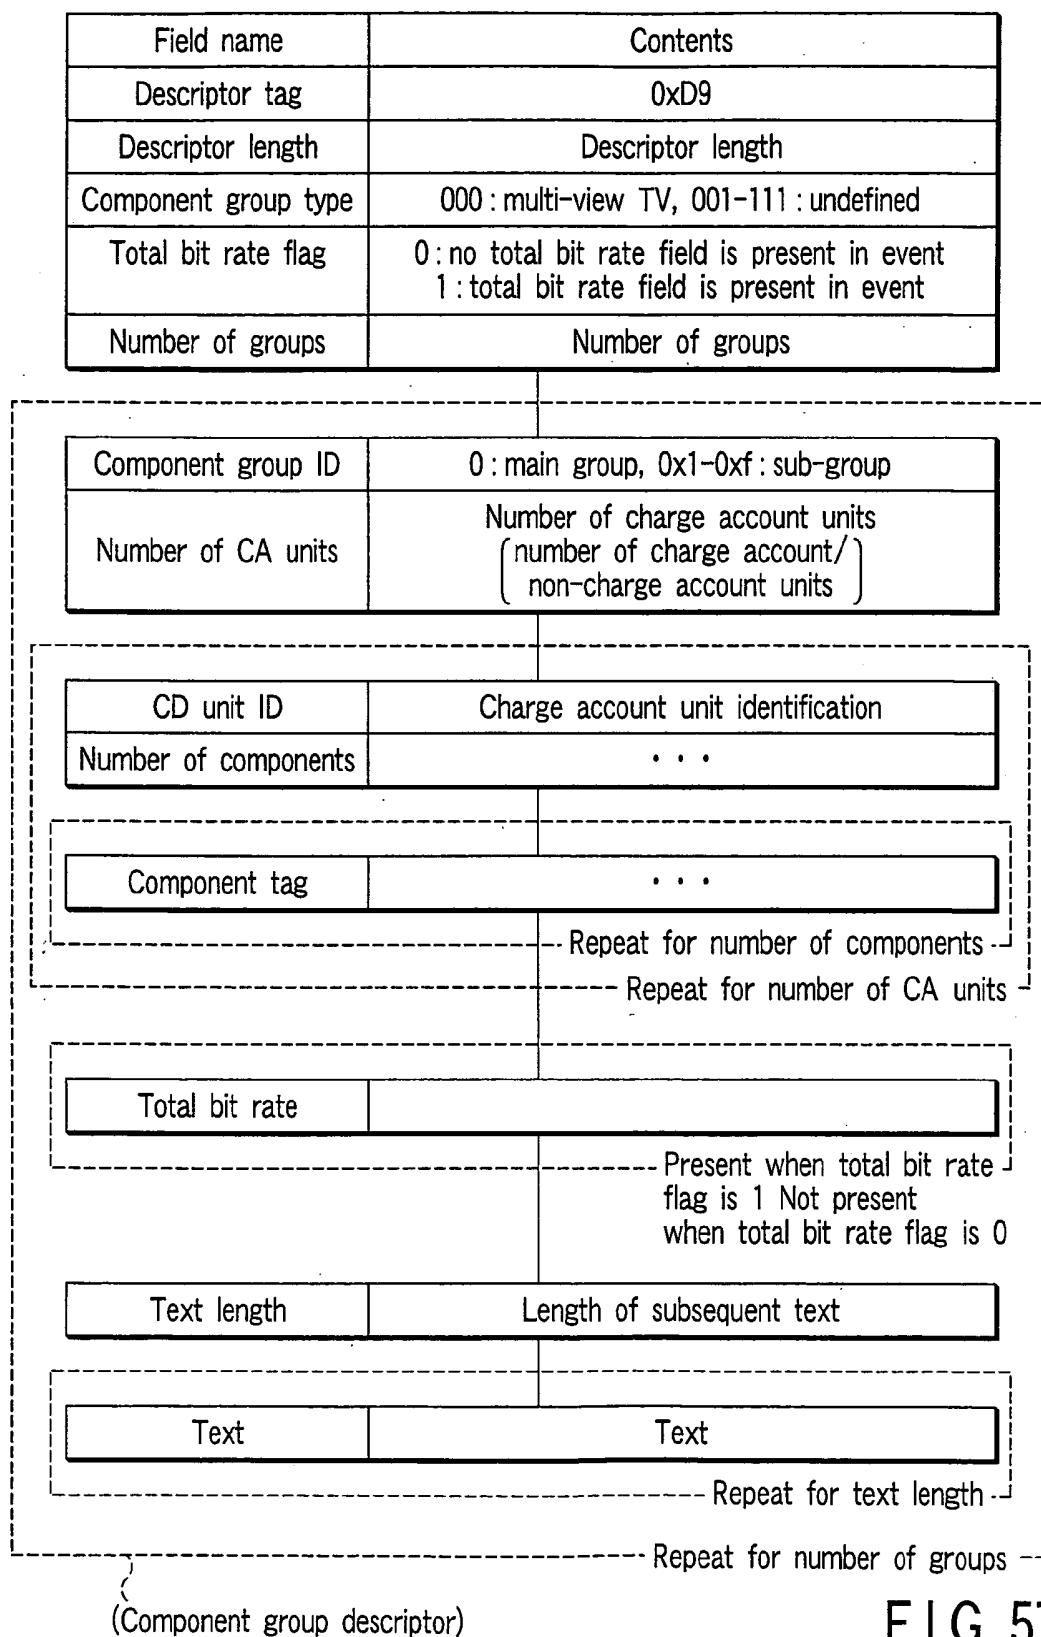 Field name Contents
Descriptor tag 0xD9
Descriptor length Descriptor length
Component group type 000 : multi-view TV, 001-111 : undefined
Total bit rate flag 0 : no total bit rate field is present in event
1 : total bit rate field is present in event
Number of groups Number of groups
Component group ID 0 : main group, 0x1-0xf : sub-group
Number of charge account units
Number of CA units (number of charge account/
non-charge account units)
CD unit ID Charge account unit identification
Number of components ・・・
Component tag ・・・
Repeat for number of components
Repeat for number of CA units
Total bit rate
Present when total bit rate
flag is 1 Not present
when total bit rate flag is 0
Text length Length of subsequent text
Text Text
Repeat for text length
Repeat for number of groups
(Component group descriptor)
FIG. 5